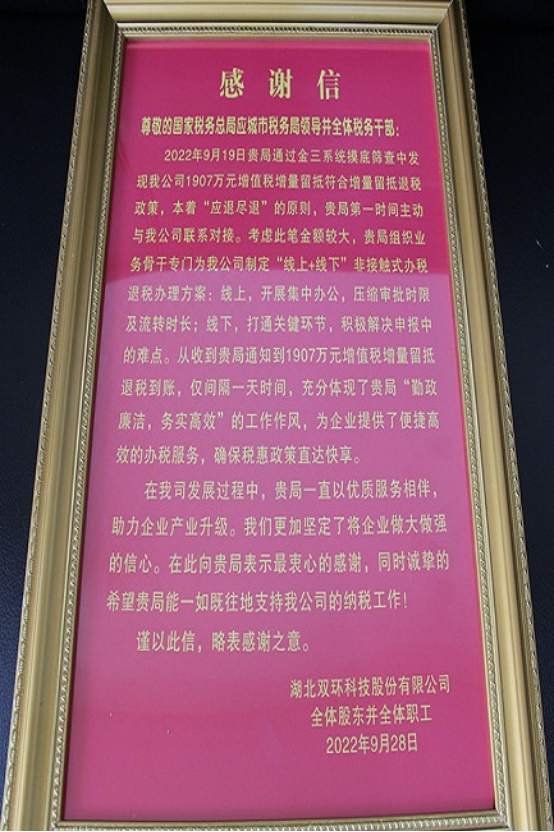 感谢信
尊敬的国家税务总局应城市税务局领导并全体税务干部：
2022年9月19日贵局通过金三系统摸底筛查中发
现我公司1907万元增值税增量留抵符合增量留抵退税
政策，本着“应退尽退”的原则，贵局第一时间主动
与我公司联系对接。考虑此笔金额较大，贵局组织业
务骨干专门为我公司制定“线上+线下”非接触式办税
退税办理方案：线上，开展集中办公，压缩审批时限
及流转时长；线下，打通关键环节，积极解决申报中
的难点。从收到贵局通知到1907万元增值税增量留抵
退税到账，仅间隔一天时间，充分体现了贵局“勤政
廉洁，务实高效”的工作作风，为企业提供了便捷高
效的办税服务，确保税惠政策直达快享。
在我司发展过程中，贵局一直以优质服务相伴，
助力企业产业升级。我们更加坚定了将企业做大做强
的信心。在此向贵局表示最衷心的感谢，同时诚挚的
希望贵局能一如既往地支持我公司的纳税工作！
谨以此信，略表感谢之意。
湖北双环科技股份有限公司
全体股东并全体职工
2022年9月28日